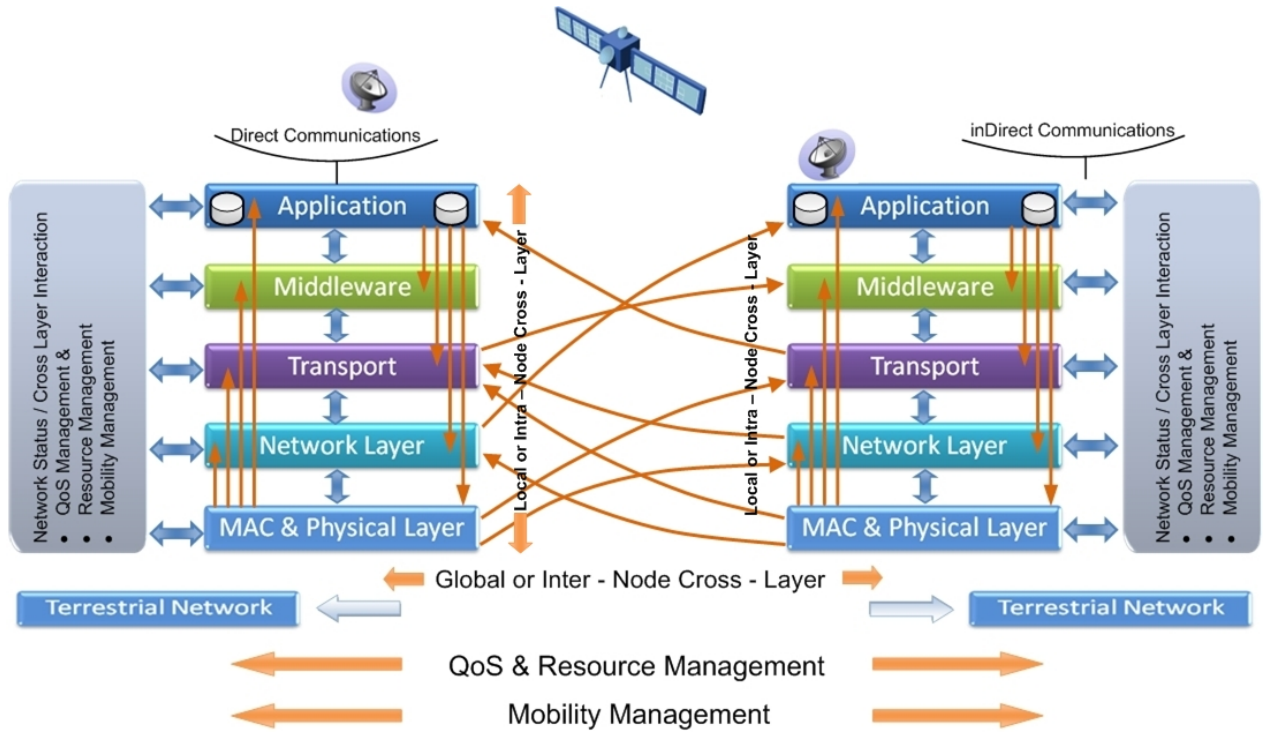 Direct Communications
inDirect Communications
Network Status / Cross Layer Interaction
• QoS Management &
• Resource Management
• Mobility Management
Application
Middleware
Transport
Network Layer
MAC & Physical Layer
Local or Intra – Node Cross - Layer
Local or Intra – Node Cross - Layer
Application
Middleware
Transport
Network Layer
MAC & Physical Layer
Network Status / Cross Layer Interaction
• QoS Management &
• Resource Management
• Mobility Management
Global or Inter - Node Cross - Layer
Terrestrial Network
Terrestrial Network
QoS & Resource Management
Mobility Management